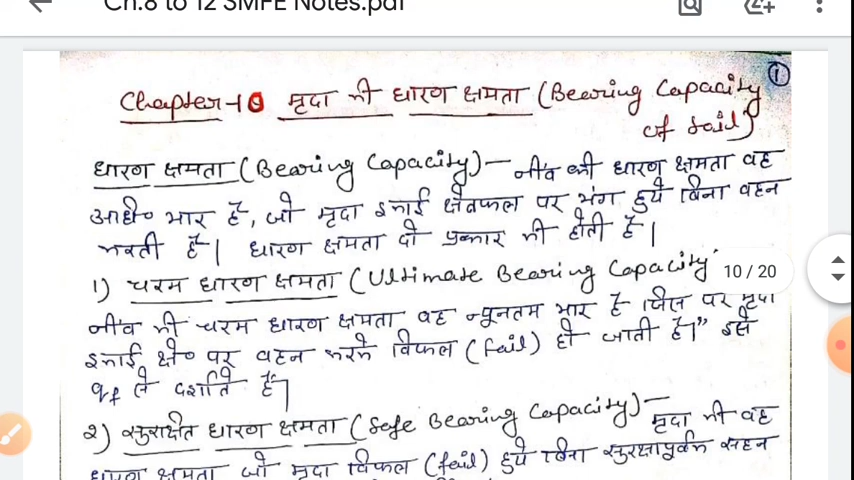 Ch.8 to 12 SMFE Notes.pdf
1
Chapter-10 मृदा की धारण क्षमता (Bearing Capacity
of Soil)
धारण क्षमता (Bearing Capacity) — नींव की धारण क्षमता वह
आधि० भार है, जो मृदा इकाई क्षेत्रफल पर भंग हुये बिना वहन
करती है। धारण क्षमता दो प्रकार की होती है।
1) चरम धारण क्षमता (Ultimate Bearing Capacity
10 / 20
नींव की चरम धारण क्षमता वह न्यूनतम भार है जिस पर मृदा
इकाई क्षे० पर वहन करके विफल (fail) हो जाती है।" इसे
qf से दर्शाते हैं।
2) सुरक्षित धारण क्षमता (Safe Bearing Capacity) —
मृदा की वह
धारण क्षमता जो मृदा विफल (fail) हुये बिना सुरक्षापूर्वक सहन